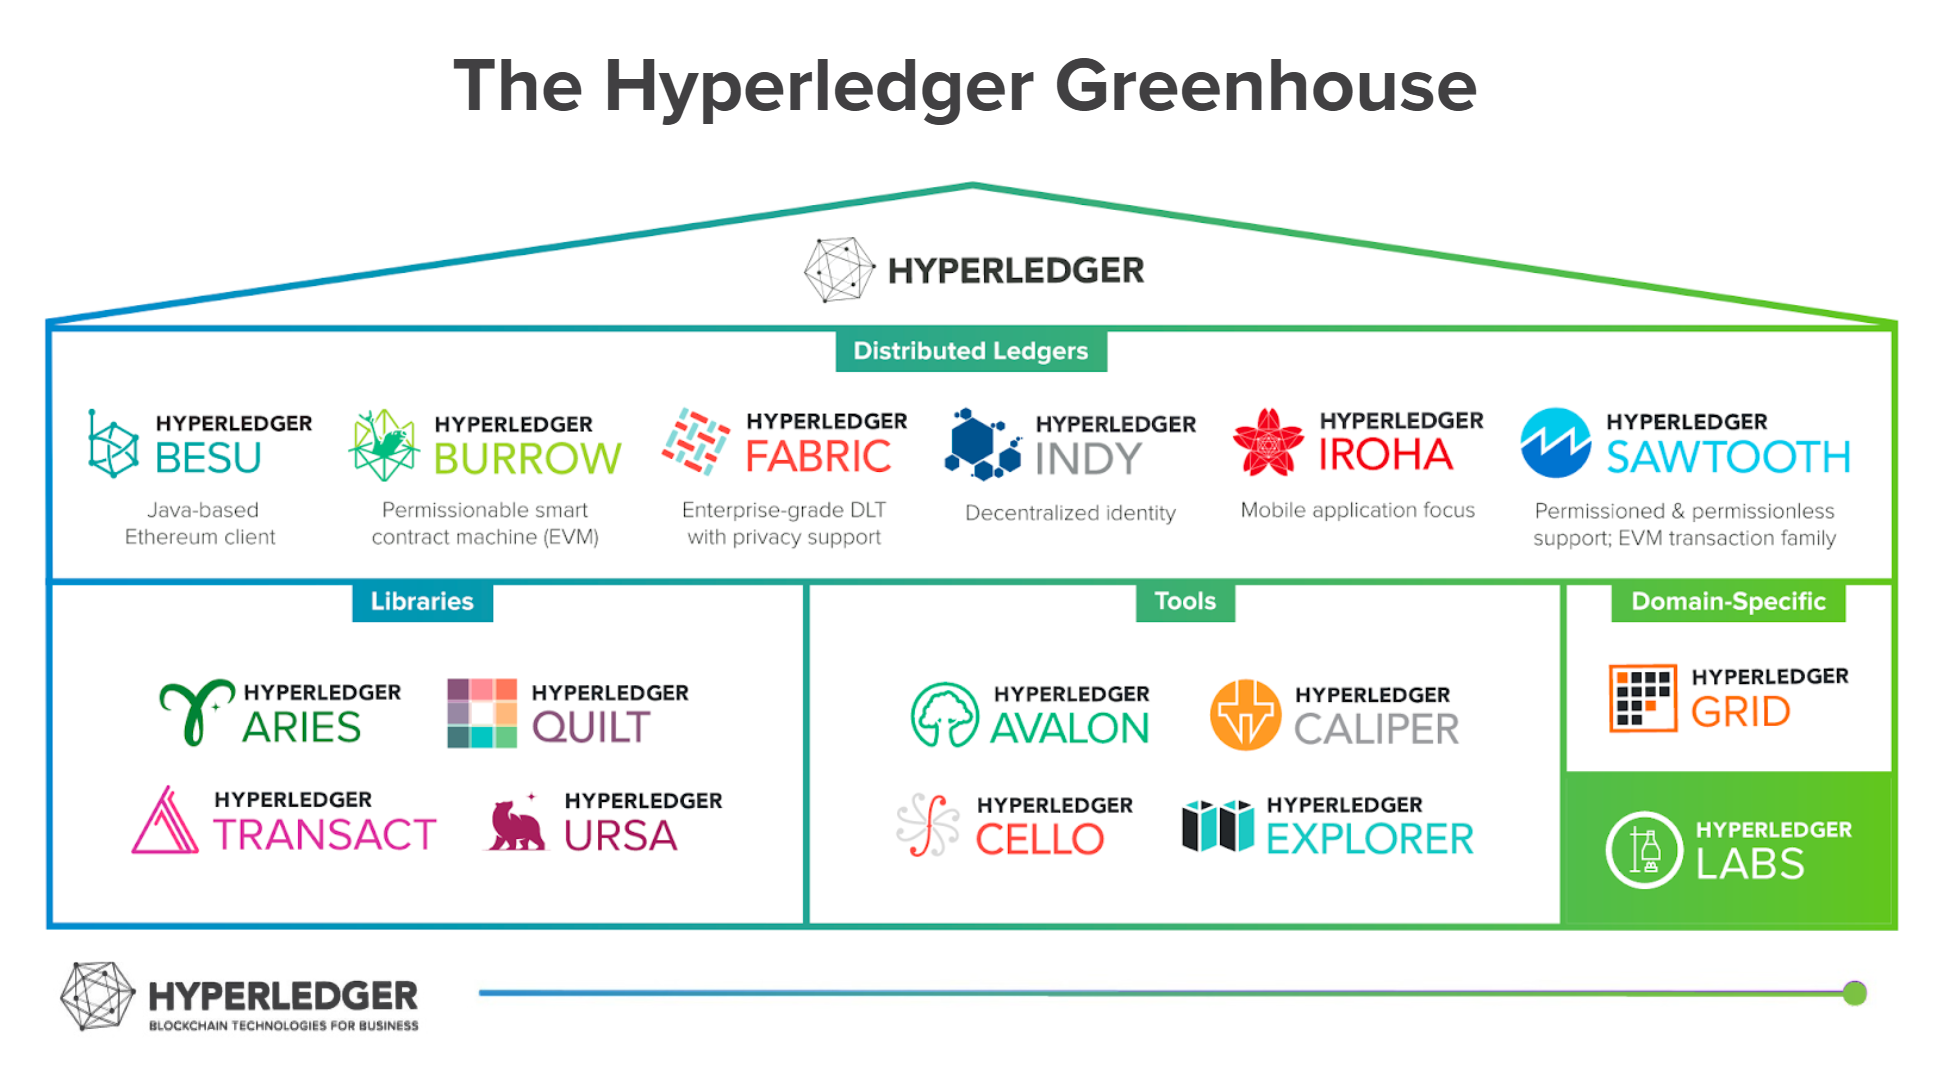 The Hyperledger Greenhouse
HYPERLEDGER
Distributed Ledgers
HYPERLEDGER
BESU
Java-based
Ethereum client
HYPERLEDGER
BURROW
Permissionable smart
contract machine (EVM)
HYPERLEDGER
FABRIC
Enterprise-grade DLT
with privacy support
HYPERLEDGER
INDY
Decentralized identity
HYPERLEDGER
IROHA
Mobile application focus
HYPERLEDGER
SAWTOOTH
Permissioned & permissionless
support; EVM transaction family
Libraries
HYPERLEDGER
ARIES
HYPERLEDGER
QUILT
HYPERLEDGER
TRANSACT
HYPERLEDGER
URSA
Tools
HYPERLEDGER
AVALON
HYPERLEDGER
CALIPER
HYPERLEDGER
CELLO
HYPERLEDGER
EXPLORER
Domain-Specific
HYPERLEDGER
GRID
HYPERLEDGER
LABS
HYPERLEDGER
BLOCKCHAIN TECHNOLOGIES FOR BUSINESS